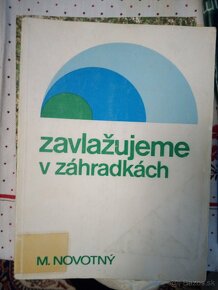 zavlažujeme
v záhradkách
M. NOVOTNÝ